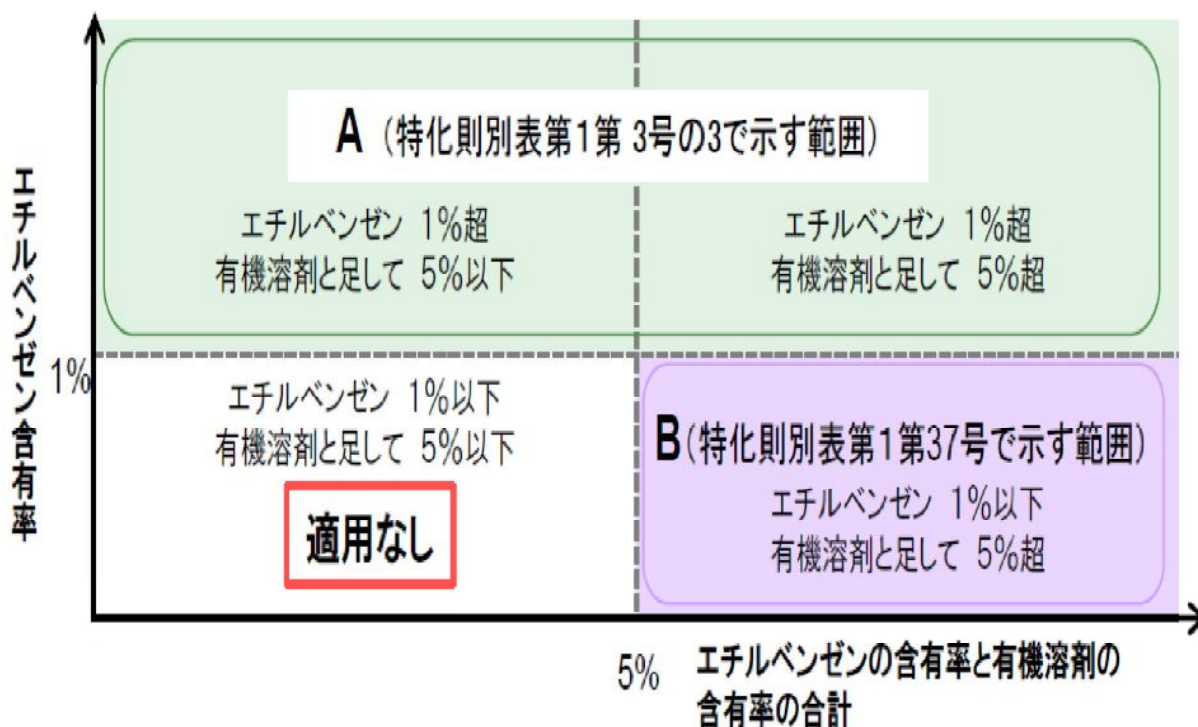 A (特化則別表第1第 3号の3で示す範囲)
エチルベンゼン 1%超
有機溶剤と足して 5%以下
エチルベンゼン 1%超
有機溶剤と足して 5%超
エチルベンゼン含有率
1%
エチルベンゼン 1%以下
有機溶剤と足して 5%以下
適用なし
B(特化則別表第1第37号で示す範囲)
エチルベンゼン 1%以下
有機溶剤と足して 5%超
5%
エチルベンゼンの含有率と有機溶剤の
含有率の合計